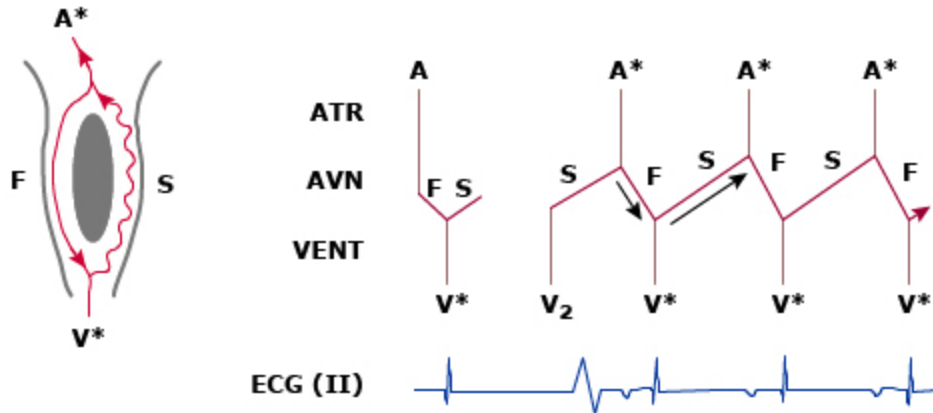 A*
F S
V*
A A* A* A*
ATR
S F S F S F
AVN F S
VENT
V* V₂ V* V* V*
ECG (II)